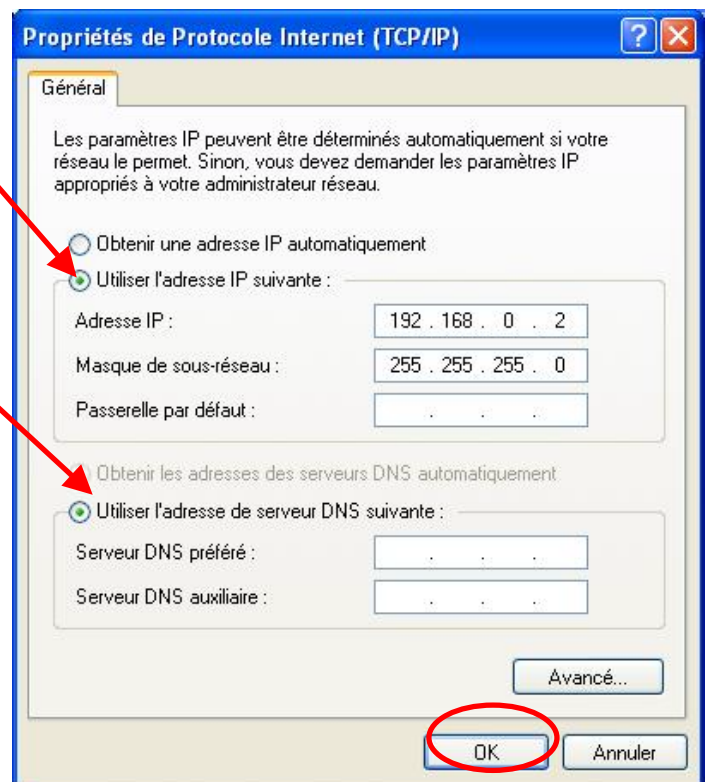 Propriétés de Protocole Internet (TCP/IP)
?
Général
Les paramètres IP peuvent être déterminés automatiquement si votre
réseau le permet. Sinon, vous devez demander les paramètres IP
appropriés à votre administrateur réseau.
Obtenir une adresse IP automatiquement
Utiliser l'adresse IP suivante :
Adresse IP : 192 . 168 . 0 . 2
Masque de sous-réseau : 255 . 255 . 255 . 0
Passerelle par défaut : . . .
Obtenir les adresses des serveurs DNS automatiquement
Utiliser l'adresse de serveur DNS suivante :
Serveur DNS préféré : . . .
Serveur DNS auxiliaire : . . .
Avancé...
OK Annuler